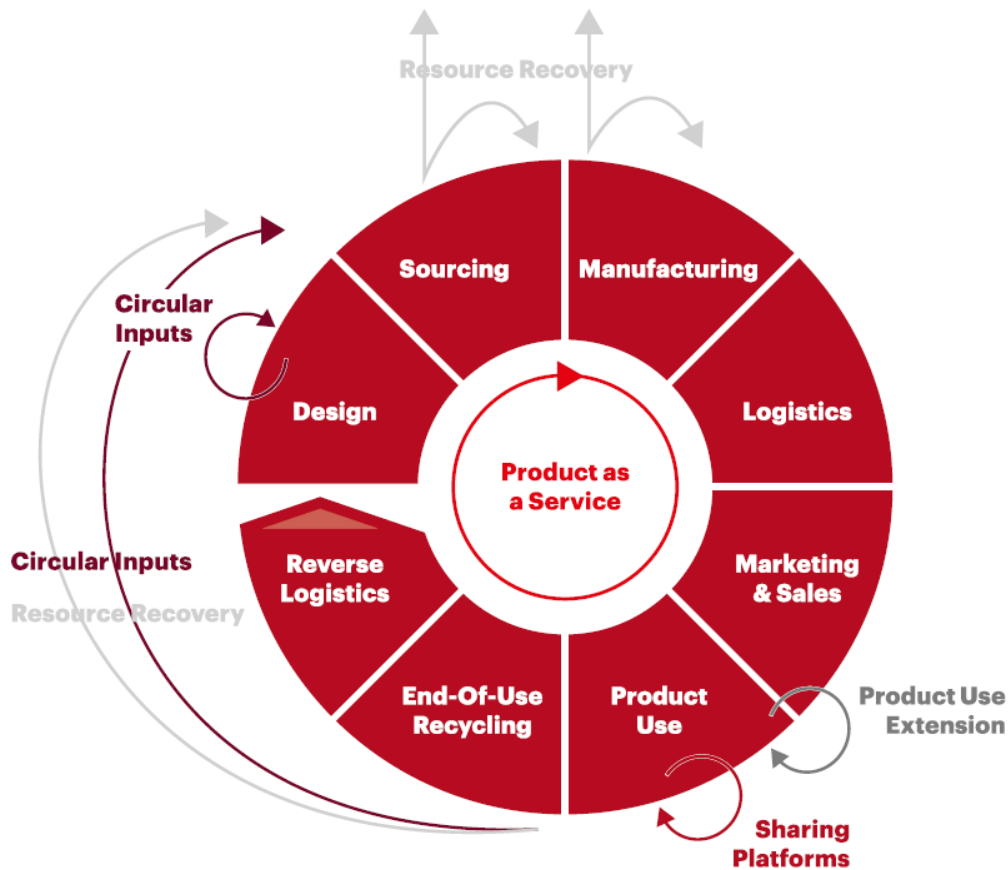 Resource Recovery
Sourcing
Manufacturing
Circular
Inputs
Design
Logistics
Product as
a Service
Circular Inputs
Resource Recovery
Reverse
Logistics
Marketing
& Sales
End-Of-Use
Recycling
Product
Use
Product Use
Extension
Sharing
Platforms